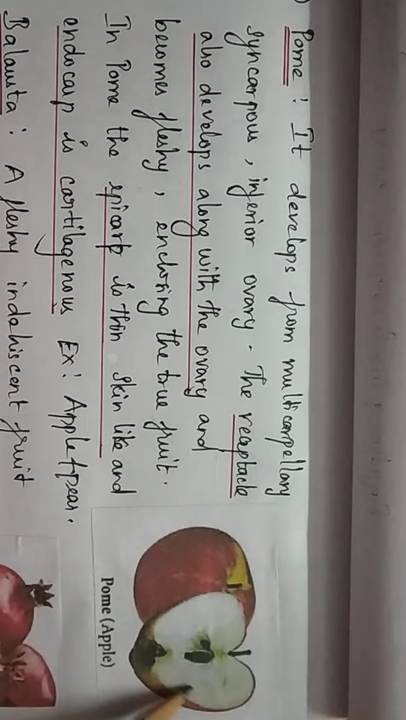 Pome : It develops from multicarpellary
syncarpous, inferior ovary. The receptacle
also develops along with the ovary and
becomes fleshy, enclosing the true fruit.
In Pome the epicarp is thin skin like and
endocarp is cartilagenous Ex: Apple, pear.
Balausta : A fleshy indehiscent fruit
Pome (Apple)